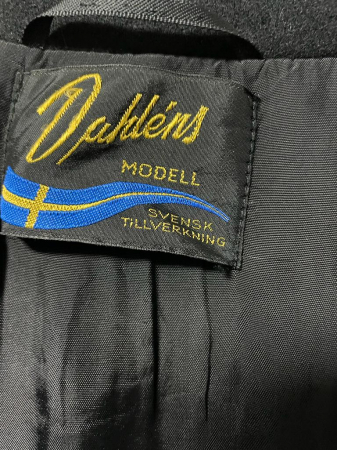 Dahléns
MODELL
SVENSK
TILLVERKNING